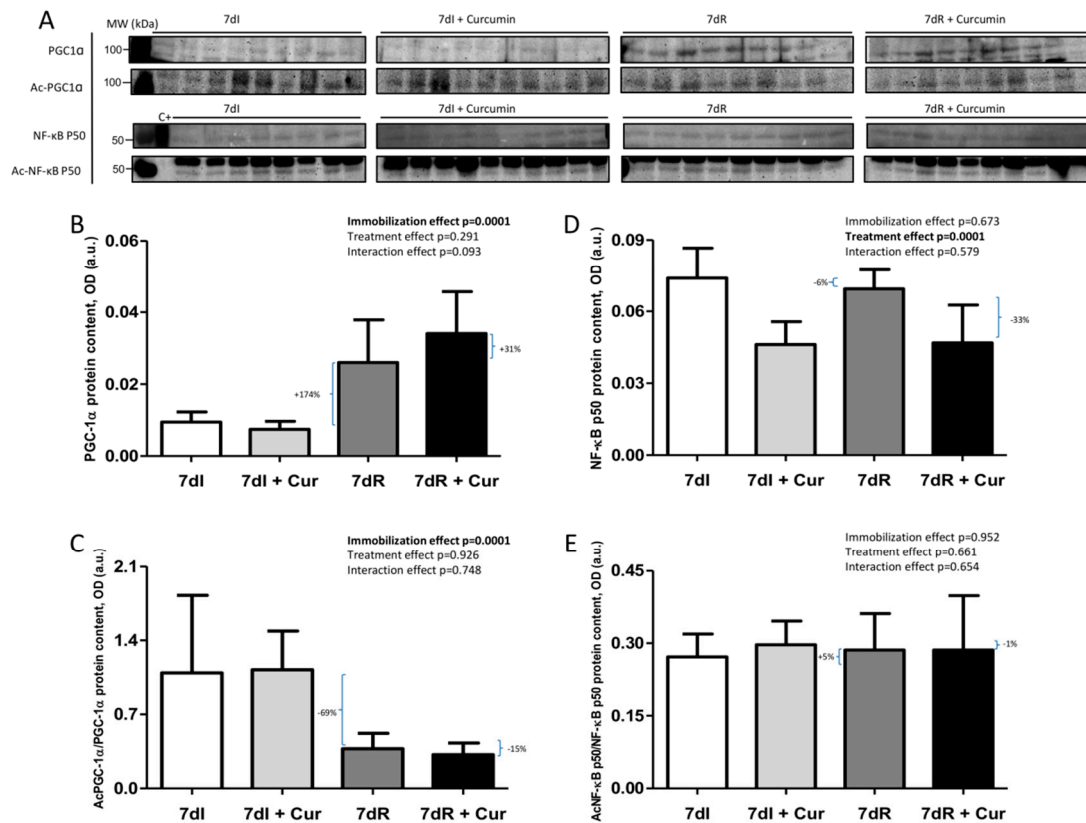 A
MW (kDa)
7dI
7dI + Curcumin
7dR
7dR + Curcumin
PGC1α
100
Ac-PGC1α
100
C+
7dI
7dI + Curcumin
7dR
7dR + Curcumin
NF-κB P50
50
Ac-NF-κB P50
50
B
Immobilization effect p=0.0001
Treatment effect p=0.291
Interaction effect p=0.093
PGC-1α protein content, OD (a.u.)
0.06
0.04
0.02
0.00
+174%
+31%
7dI
7dI + Cur
7dR
7dR + Cur
D
Immobilization effect p=0.673
Treatment effect p=0.0001
Interaction effect p=0.579
NF-κB p50 protein content, OD (a.u.)
0.09
0.06
0.03
0.00
-6%
-33%
7dI
7dI + Cur
7dR
7dR + Cur
C
Immobilization effect p=0.0001
Treatment effect p=0.926
Interaction effect p=0.748
AcPGC-1α/PGC-1α protein content, OD (a.u.)
2.1
1.4
0.7
0.0
-69%
-15%
7dI
7dI + Cur
7dR
7dR + Cur
E
Immobilization effect p=0.952
Treatment effect p=0.661
Interaction effect p=0.654
AcNF-κB p50/NF-κB p50 protein content, OD (a.u.)
0.45
0.30
0.15
0.00
+5%
-1%
7dI
7dI + Cur
7dR
7dR + Cur